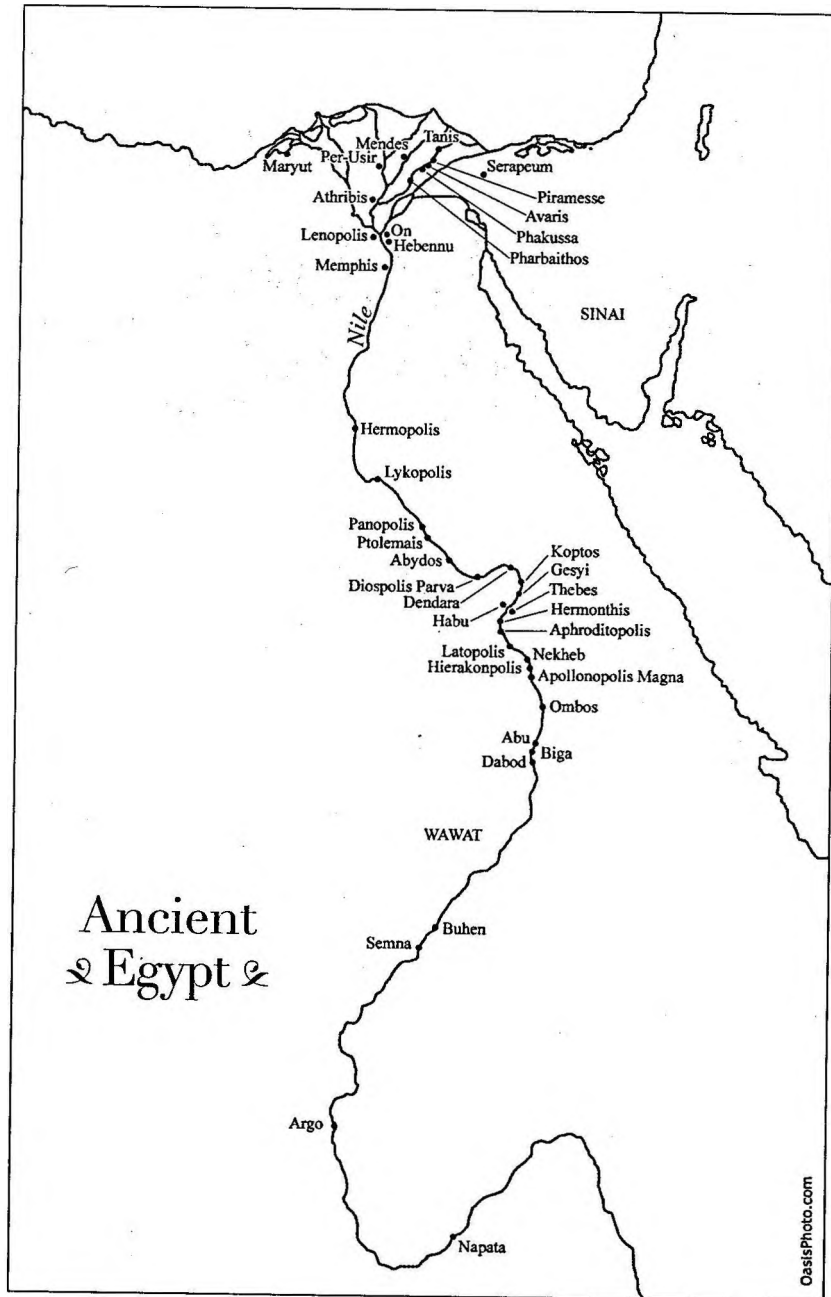 Maryut
Per-Usir
Mendes
Tanis
Serapeum
Piramesse
Athribis
Avaris
Phakussa
Lenopolis
On
Hebennu
Pharbaithos
Memphis
SINAI
Nile
Hermopolis
Lykopolis
Panopolis
Ptolemais
Abydos
Koptos
Gesyi
Diospolis Parva
Dendara
Thebes
Habu
Hermonthis
Aphroditopolis
Latopolis
Nekheb
Hierakonpolis
Apollonopolis Magna
Ombos
Abu
Biga
Dabod
WAWAT
Ancient
Egypt
Buhen
Semna
Argo
Napata
OasisPhoto.com